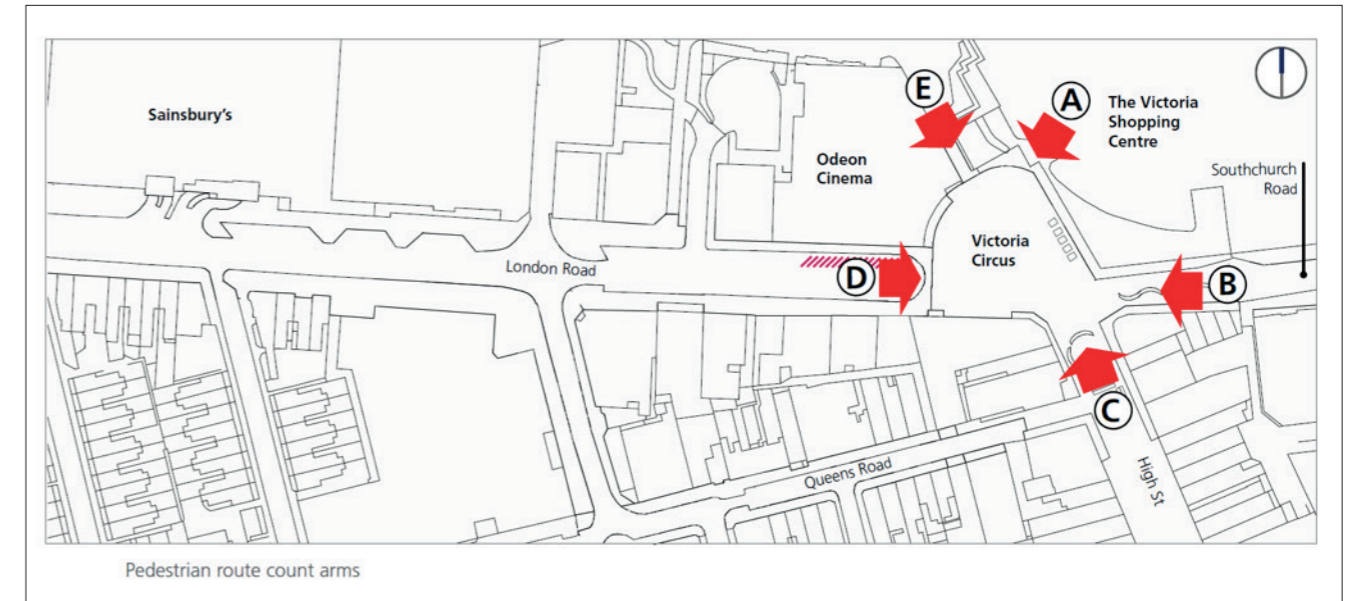 E
A
The Victoria
Shopping
Centre
Sainsbury's
Odeon
Cinema
Southchurch
Road
Victoria
Circus
London Road
D
B
C
Queens Road
High St
Pedestrian route count arms